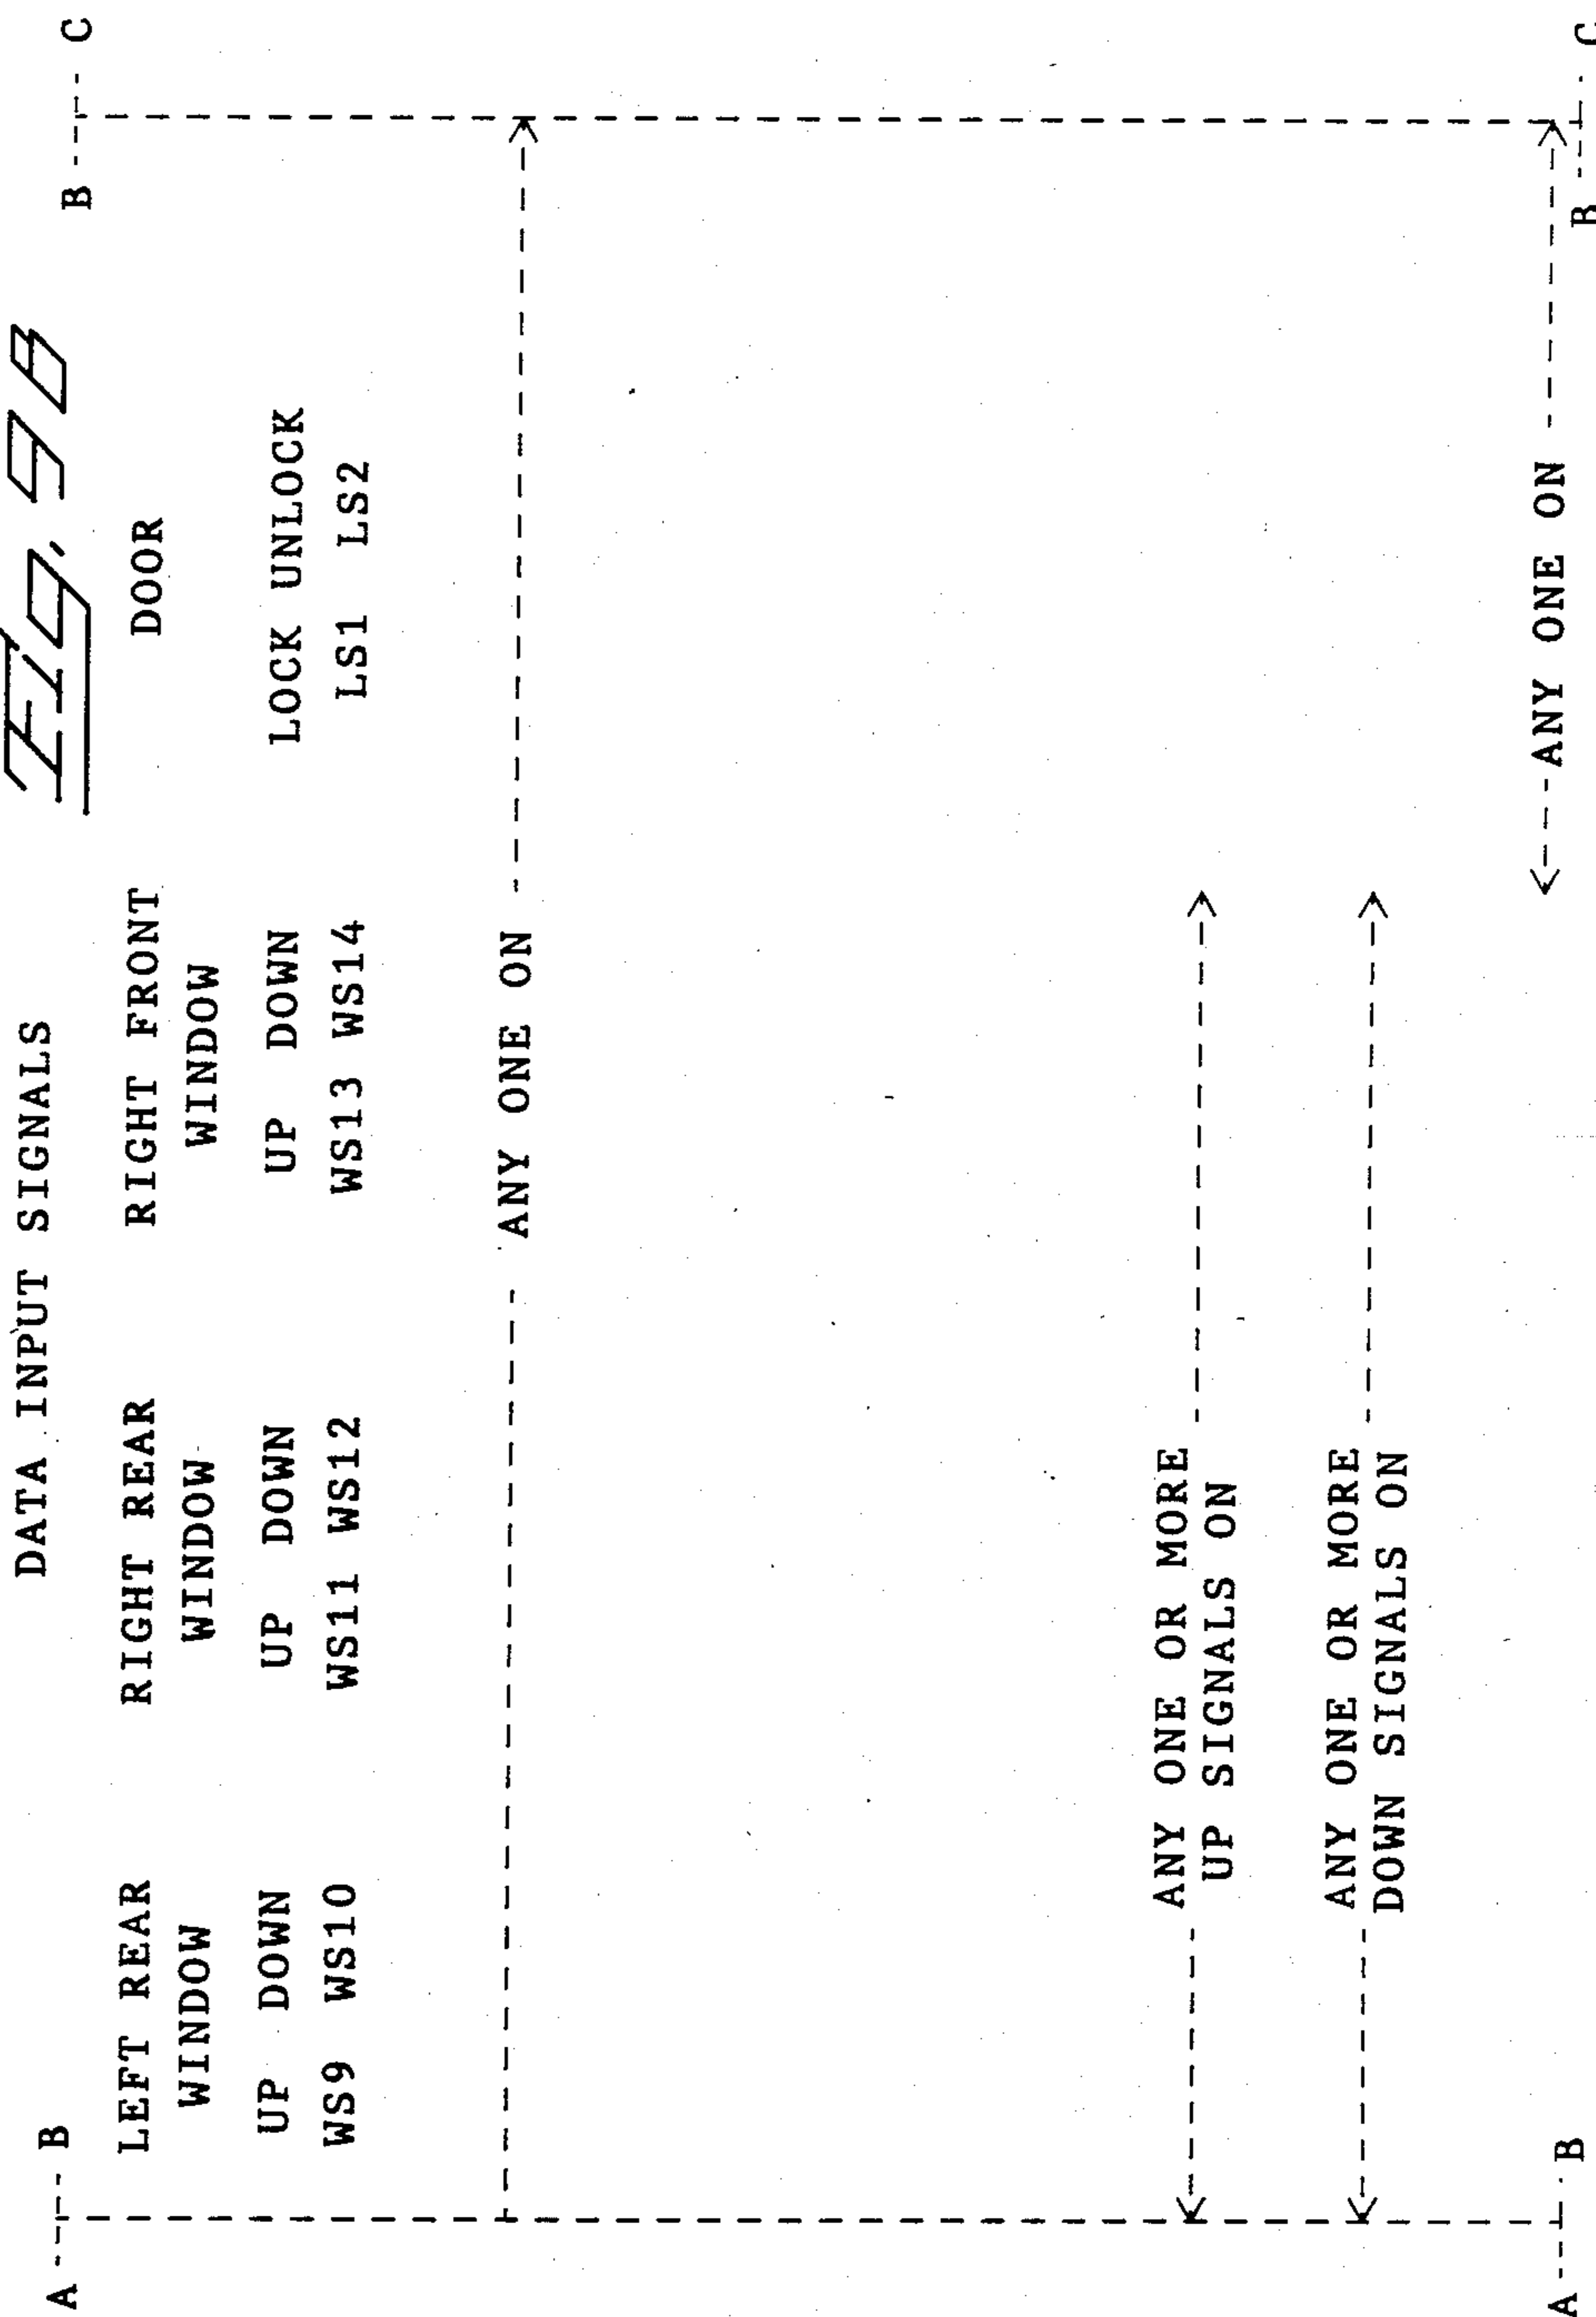 Fig. 9B
A B B C
DATA INPUT SIGNALS
LEFT REAR RIGHT REAR RIGHT FRONT DOOR
WINDOW WINDOW WINDOW
UP DOWN UP DOWN UP DOWN LOCK UNLOCK
WS9 WS10 WS11 WS12 WS13 WS14 LS1 LS2
ANY ONE ON
ANY ONE OR MORE
UP SIGNALS ON
ANY ONE OR MORE
DOWN SIGNALS ON
ANY ONE ON
A B B C